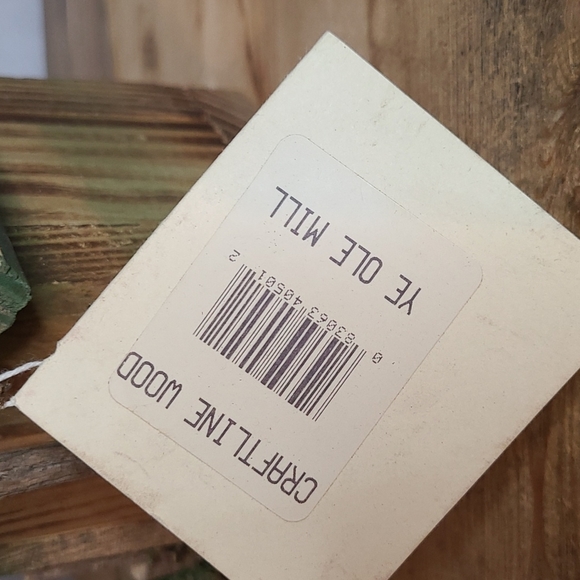 CRAFTLINE WOOD
0 83063 40501 2
YE OLE MILL